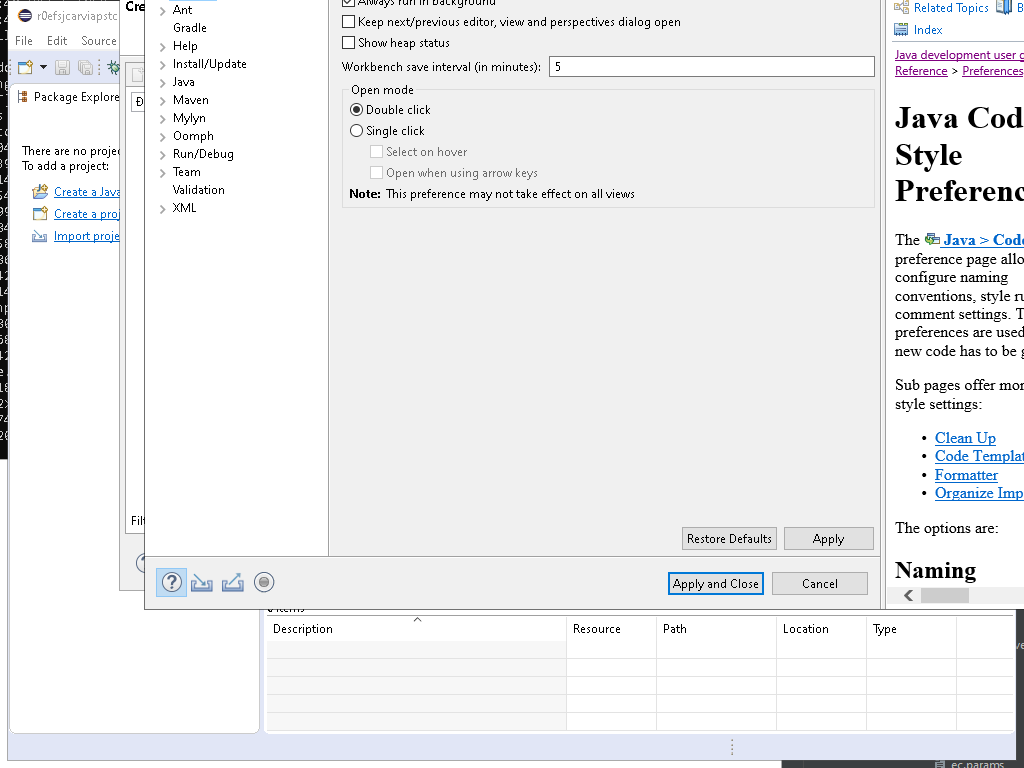 r0efsjcarviapstc
File Edit Source
Package Explore
There are no proje
To add a project:
Create a Java
Create a proj
Import proje
Cre
Filt
Ant
Gradle
Help
Install/Update
Java
Maven
Mylyn
Oomph
Run/Debug
Team
Validation
XML
Always run in background
Keep next/previous editor, view and perspectives dialog open
Show heap status
Workbench save interval (in minutes): 5
Open mode
Double click
Single click
Select on hover
Open when using arrow keys
Note: This preference may not take effect on all views
Restore Defaults Apply
Apply and Close Cancel
Related Topics B
Index
Java development user g
Reference > Preferences
Java Cod
Style
Preferenc
The Java > Code
preference page allo
configure naming
conventions, style ru
comment settings. T
preferences are used
new code has to be g
Sub pages offer mor
style settings:
• Clean Up
• Code Templat
• Formatter
• Organize Imp
The options are:
Naming
0 items
Description Resource Path Location Type
ec.params